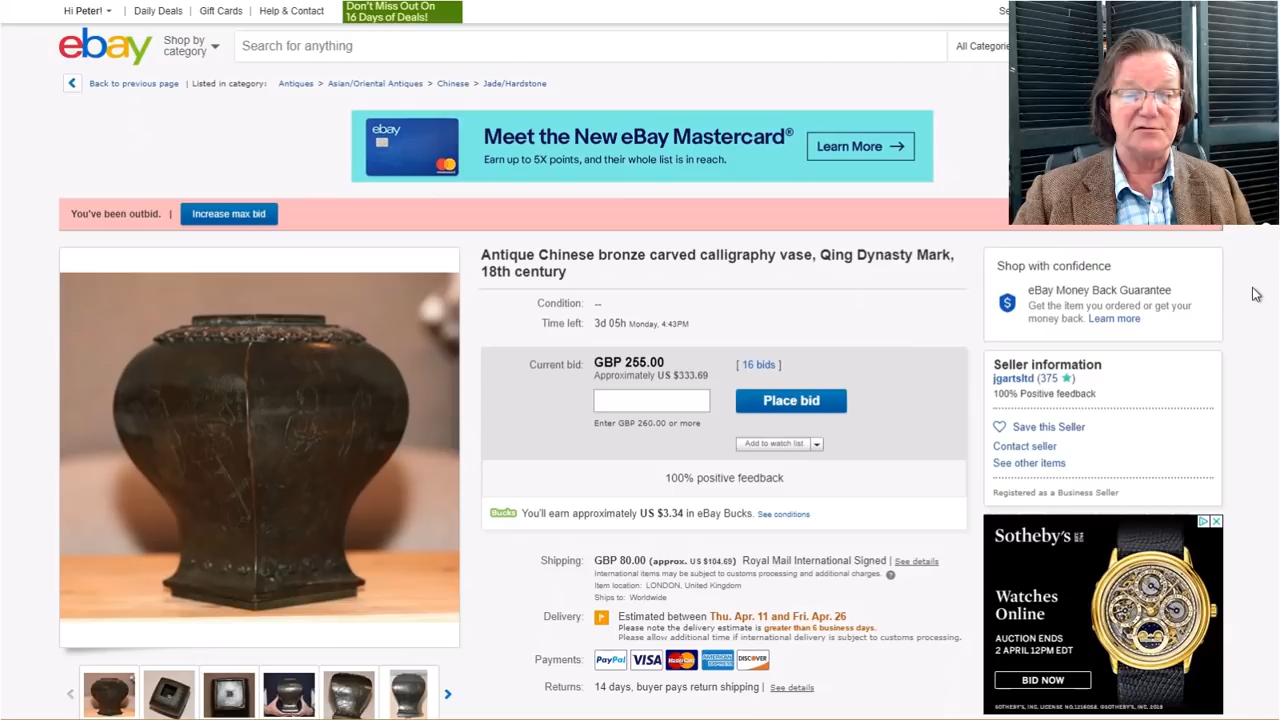 Hi Peter!
Daily Deals
Gift Cards
Help & Contact
Don't Miss Out On
16 Days of Deals!
Se
ebay
Shop by
category
Search for anything
All Categorie
Back to previous page | Listed in category: Antiques > Asian/Oriental Antiques > Chinese > Jade/Hardstone
ebay
Meet the New eBay Mastercard®
Earn up to 5X points, and their whole list is in reach.
Learn More →
You've been outbid. | Increase max bid
Antique Chinese bronze carved calligraphy vase, Qing Dynasty Mark,
18th century
Condition: --
Time left: 3d 05h Monday, 4:43PM
Current bid: GBP 255.00 [ 16 bids ]
Approximately US $333.69
Place bid
Enter GBP 260.00 or more
Add to watch list
100% positive feedback
Bucks You'll earn approximately US $3.34 in eBay Bucks. See conditions
Shipping: GBP 80.00 (approx. US $104.69) Royal Mail International Signed | See details
International items may be subject to customs processing and additional charges.
Item location: LONDON, United Kingdom
Ships to: Worldwide
Delivery: Estimated between Thu. Apr. 11 and Fri. Apr. 26
Please note the delivery estimate is greater than 6 business days.
Please allow additional time if international delivery is subject to customs processing.
Payments: PayPal VISA MasterCard AMERICAN EXPRESS DISCOVER
Returns: 14 days, buyer pays return shipping | See details
Shop with confidence
eBay Money Back Guarantee
Get the item you ordered or get your
money back. Learn more
Seller information
jgartsltd (375 ★)
100% Positive feedback
Save this Seller
Contact seller
See other items
Registered as a Business Seller
Sotheby's
Watches
Online
AUCTION ENDS
2 APRIL 12PM EDT
BID NOW